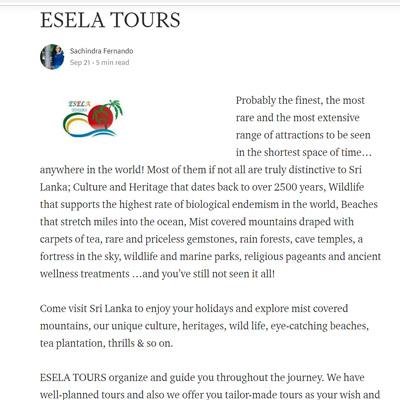 ESELA TOURS
Sachindra Fernando
Sep 21 · 5 min read
ESELA
TOURS
Probably the finest, the most
rare and the most extensive
range of attractions to be seen
in the shortest space of time…
anywhere in the world! Most of them if not all are truly distinctive to Sri
Lanka; Culture and Heritage that dates back to over 2500 years, Wildlife
that supports the highest rate of biological endemism in the world, Beaches
that stretch miles into the ocean, Mist covered mountains draped with
carpets of tea, rare and priceless gemstones, rain forests, cave temples, a
fortress in the sky, wildlife and marine parks, religious pageants and ancient
wellness treatments …and you've still not seen it all!
Come visit Sri Lanka to enjoy your holidays and explore mist covered
mountains, our unique culture, heritages, wild life, eye-catching beaches,
tea plantation, thrills & so on.
ESELA TOURS organize and guide you throughout the journey. We have
well-planned tours and also we offer you tailor-made tours as your wish and